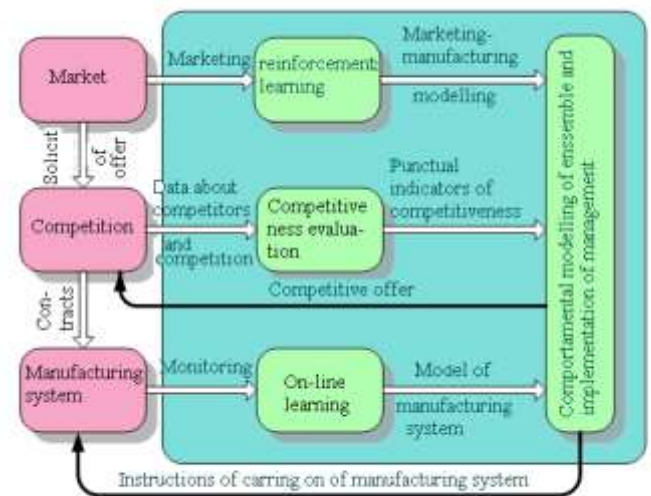 Market
Marketing
reinforcement
learning
Marketing-
manufacturing
modelling
Solicit
of offer
Competition
Data about
competitors
and
competition
Competitive
ness evalua-
tion
Punctual
indicators of
competitiveness
Competitive offer
Con-
tracts
Manufacturing
system
Monitoring
On-line
learning
Model of
manufacturing
system
Comportamental modelling of enssemble and
implementation of management
Instructions of carring on of manufacturing system